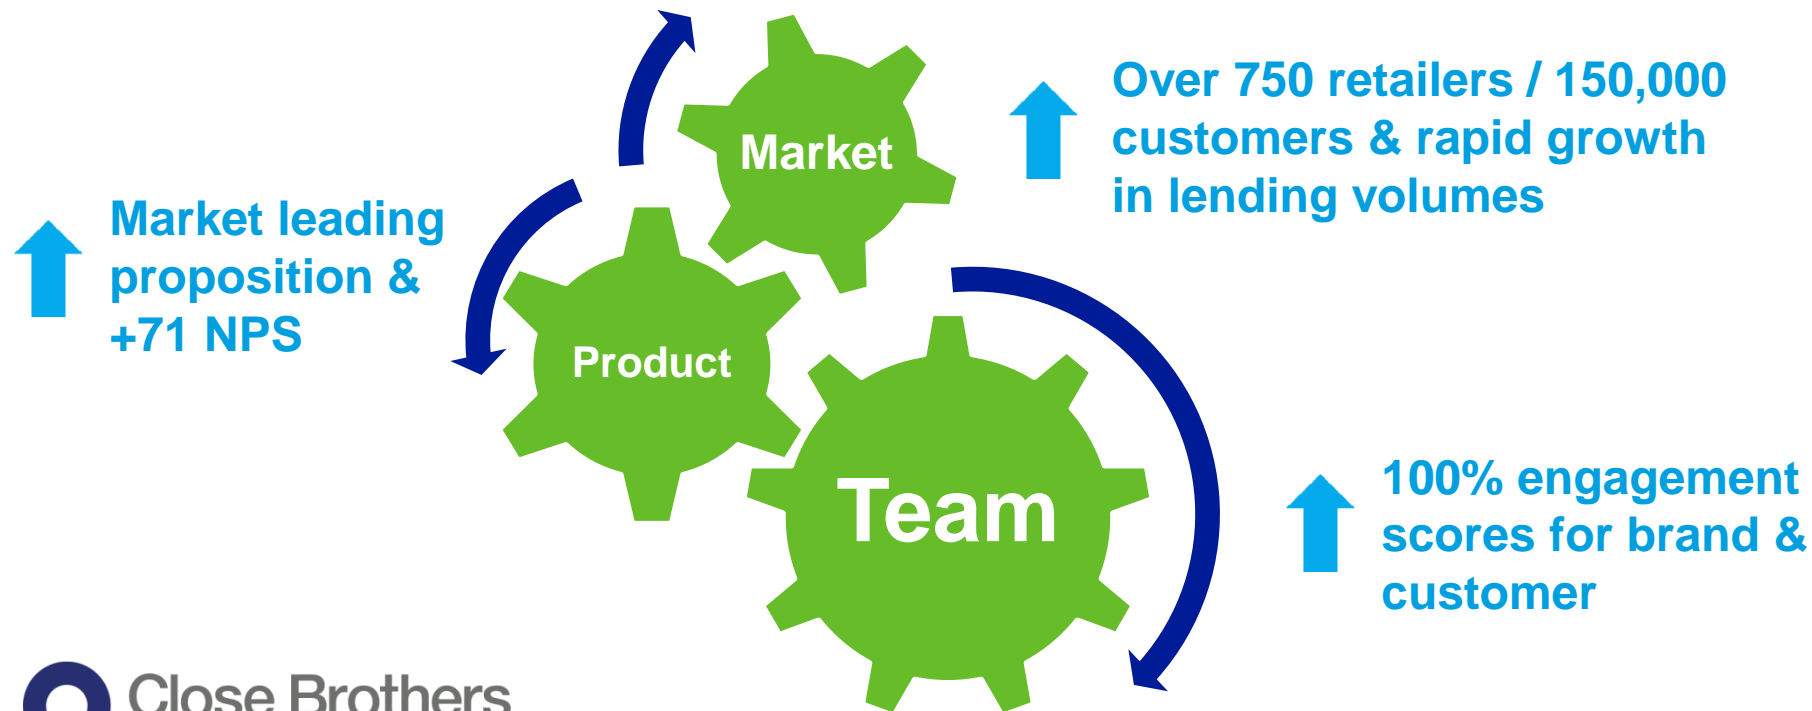 Over 750 retailers / 150,000
customers & rapid growth
in lending volumes
Market
Market leading
proposition &
+71 NPS
Product
Team
100% engagement
scores for brand &
customer
Close Brothers